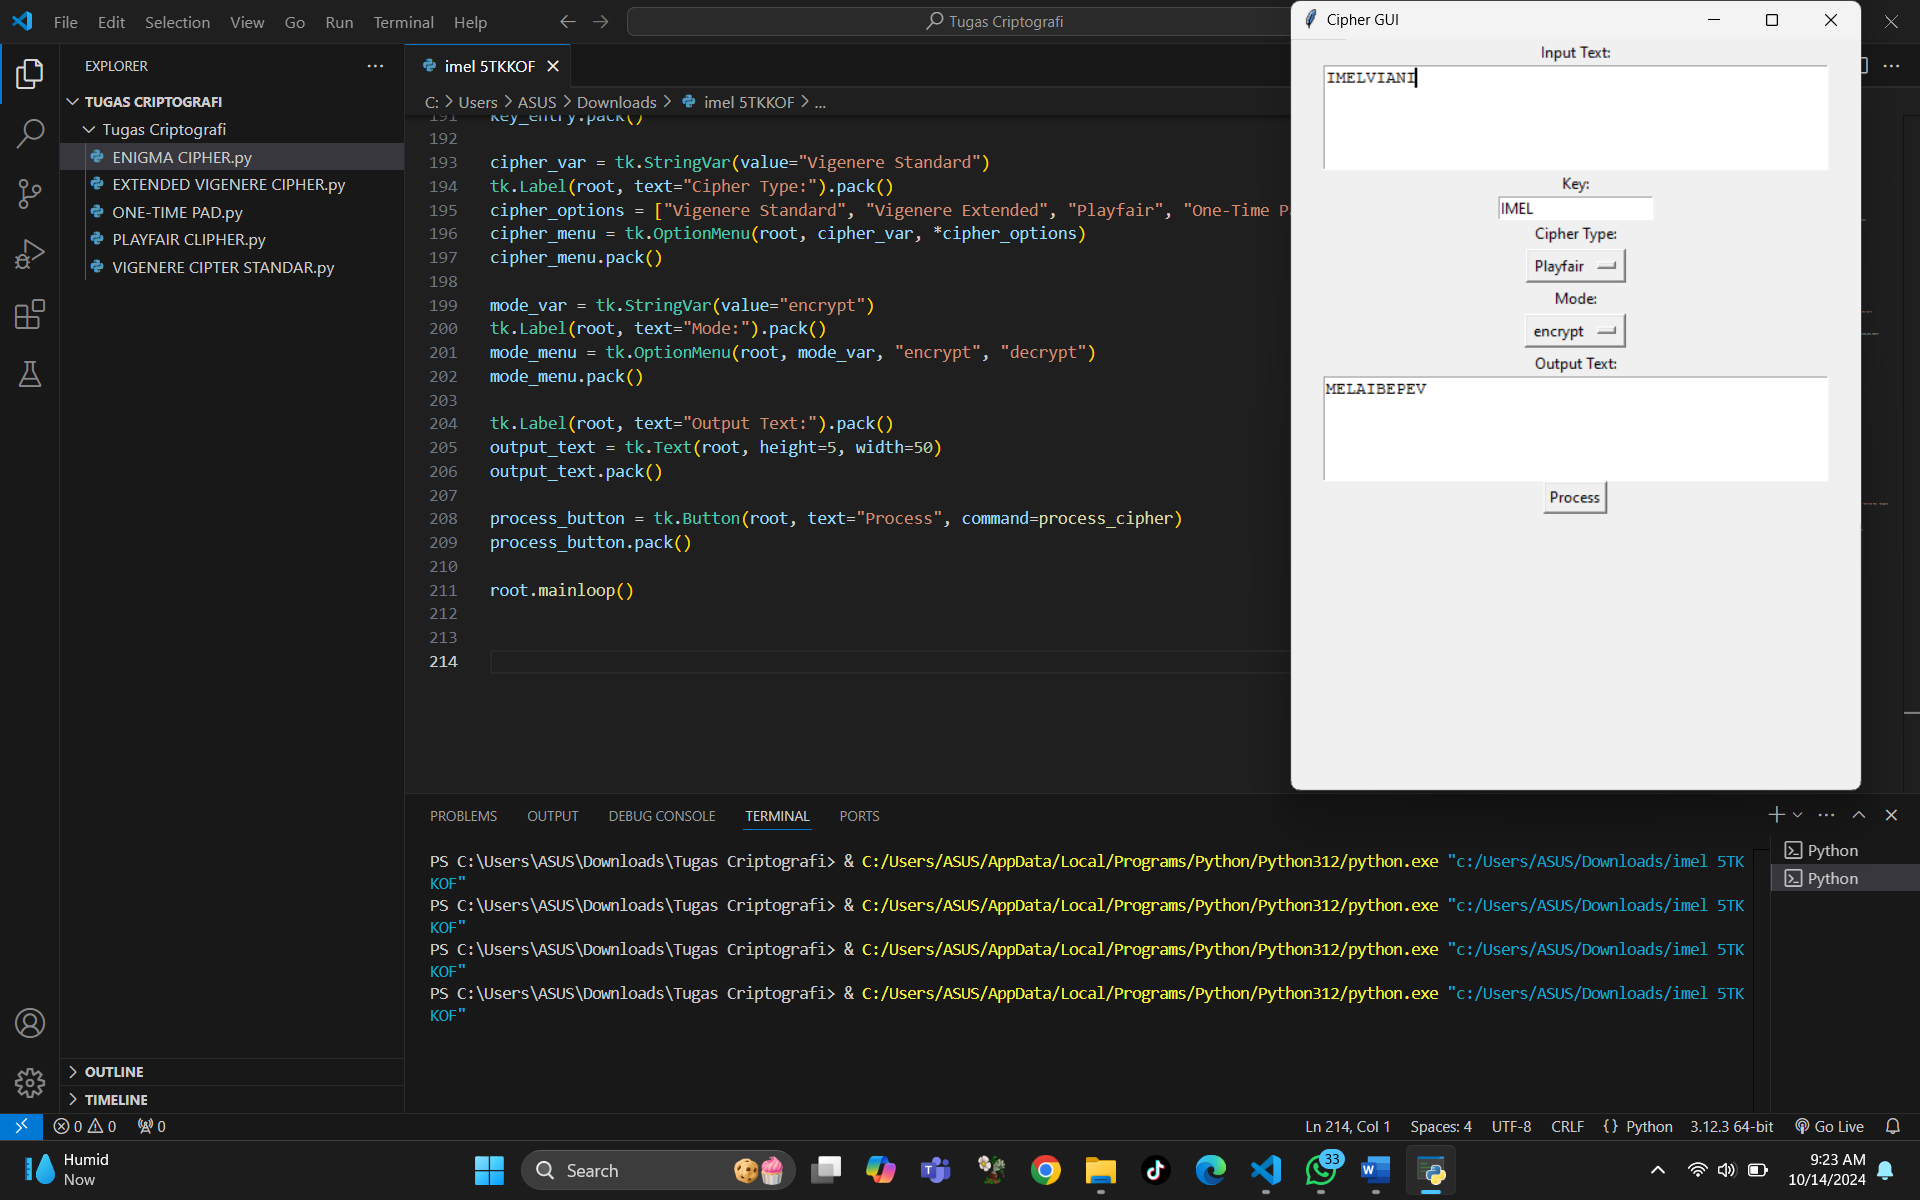 File Edit Selection View Go Run Terminal Help
Tugas Criptografi
EXPLORER
TUGAS CRIPTOGRAFI
Tugas Criptografi
ENIGMA CIPHER.py
EXTENDED VIGENERE CIPHER.py
ONE-TIME PAD.py
PLAYFAIR CLIPHER.py
VIGENERE CIPTER STANDAR.py
OUTLINE
TIMELINE
imel 5TKKOF
C: > Users > ASUS > Downloads > imel 5TKKOF > ...
191 key_entry.pack()
192
193 cipher_var = tk.StringVar(value="Vigenere Standard")
194 tk.Label(root, text="Cipher Type:").pack()
195 cipher_options = ["Vigenere Standard", "Vigenere Extended", "Playfair", "One-Time P
196 cipher_menu = tk.OptionMenu(root, cipher_var, *cipher_options)
197 cipher_menu.pack()
198
199 mode_var = tk.StringVar(value="encrypt")
200 tk.Label(root, text="Mode:").pack()
201 mode_menu = tk.OptionMenu(root, mode_var, "encrypt", "decrypt")
202 mode_menu.pack()
203
204 tk.Label(root, text="Output Text:").pack()
205 output_text = tk.Text(root, height=5, width=50)
206 output_text.pack()
207
208 process_button = tk.Button(root, text="Process", command=process_cipher)
209 process_button.pack()
210
211 root.mainloop()
212
213
214
Cipher GUI
Input Text:
IMELVIANI
Key:
IMEL
Cipher Type:
Playfair
Mode:
encrypt
Output Text:
MELAIBEPEV
Process
PROBLEMS OUTPUT DEBUG CONSOLE TERMINAL PORTS
PS C:\Users\ASUS\Downloads\Tugas Criptografi> & C:/Users/ASUS/AppData/Local/Programs/Python/Python312/python.exe "c:/Users/ASUS/Downloads/imel 5TK
KOF"
PS C:\Users\ASUS\Downloads\Tugas Criptografi> & C:/Users/ASUS/AppData/Local/Programs/Python/Python312/python.exe "c:/Users/ASUS/Downloads/imel 5TK
KOF"
PS C:\Users\ASUS\Downloads\Tugas Criptografi> & C:/Users/ASUS/AppData/Local/Programs/Python/Python312/python.exe "c:/Users/ASUS/Downloads/imel 5TK
KOF"
PS C:\Users\ASUS\Downloads\Tugas Criptografi> & C:/Users/ASUS/AppData/Local/Programs/Python/Python312/python.exe "c:/Users/ASUS/Downloads/imel 5TK
KOF"
Python
Python
0 0 0
Ln 214, Col 1 Spaces: 4 UTF-8 CRLF {} Python 3.12.3 64-bit Go Live
Humid
Now
Search
33
9:23 AM
10/14/2024